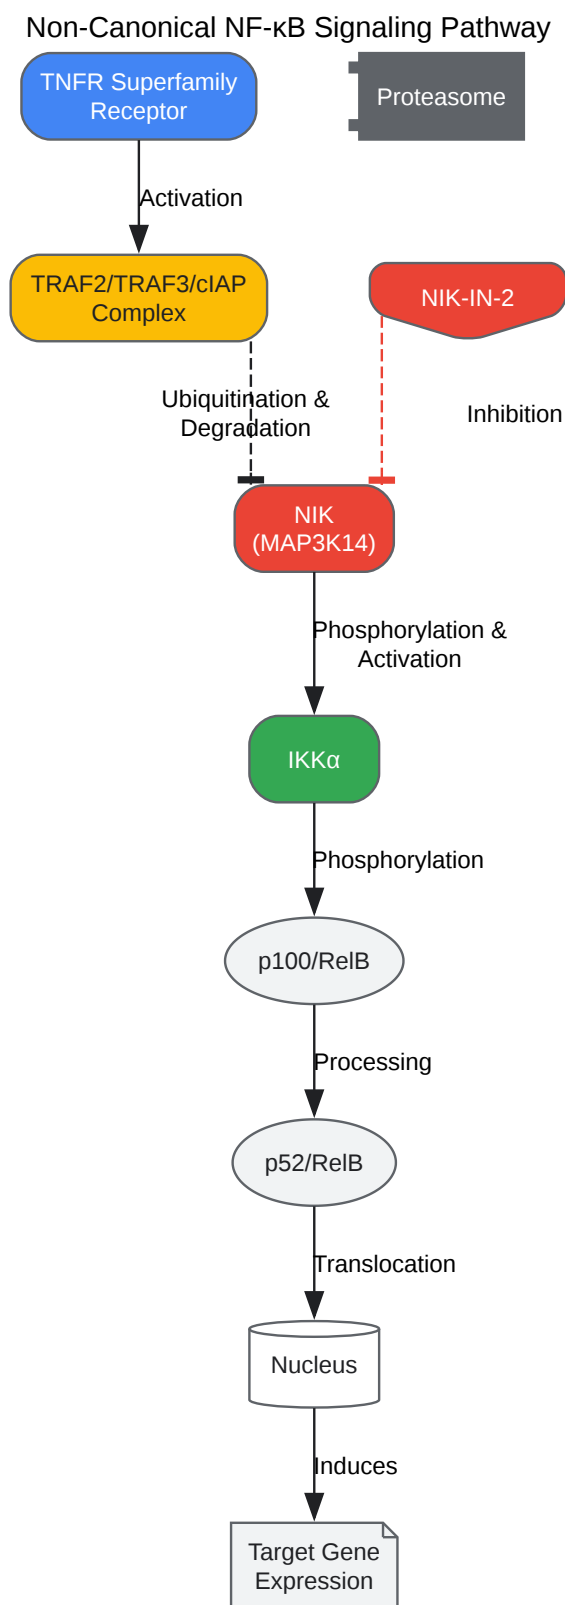 Non-Canonical NF-κB Signaling Pathway
TNFR Superfamily
Receptor
Proteasome
Activation
TRAF2/TRAF3/cIAP
Complex
NIK-IN-2
Ubiquitination &
Degradation
Inhibition
NIK
(MAP3K14)
Phosphorylation &
Activation
IKKα
Phosphorylation
p100/RelB
Processing
p52/RelB
Translocation
Nucleus
Induces
Target Gene
Expression